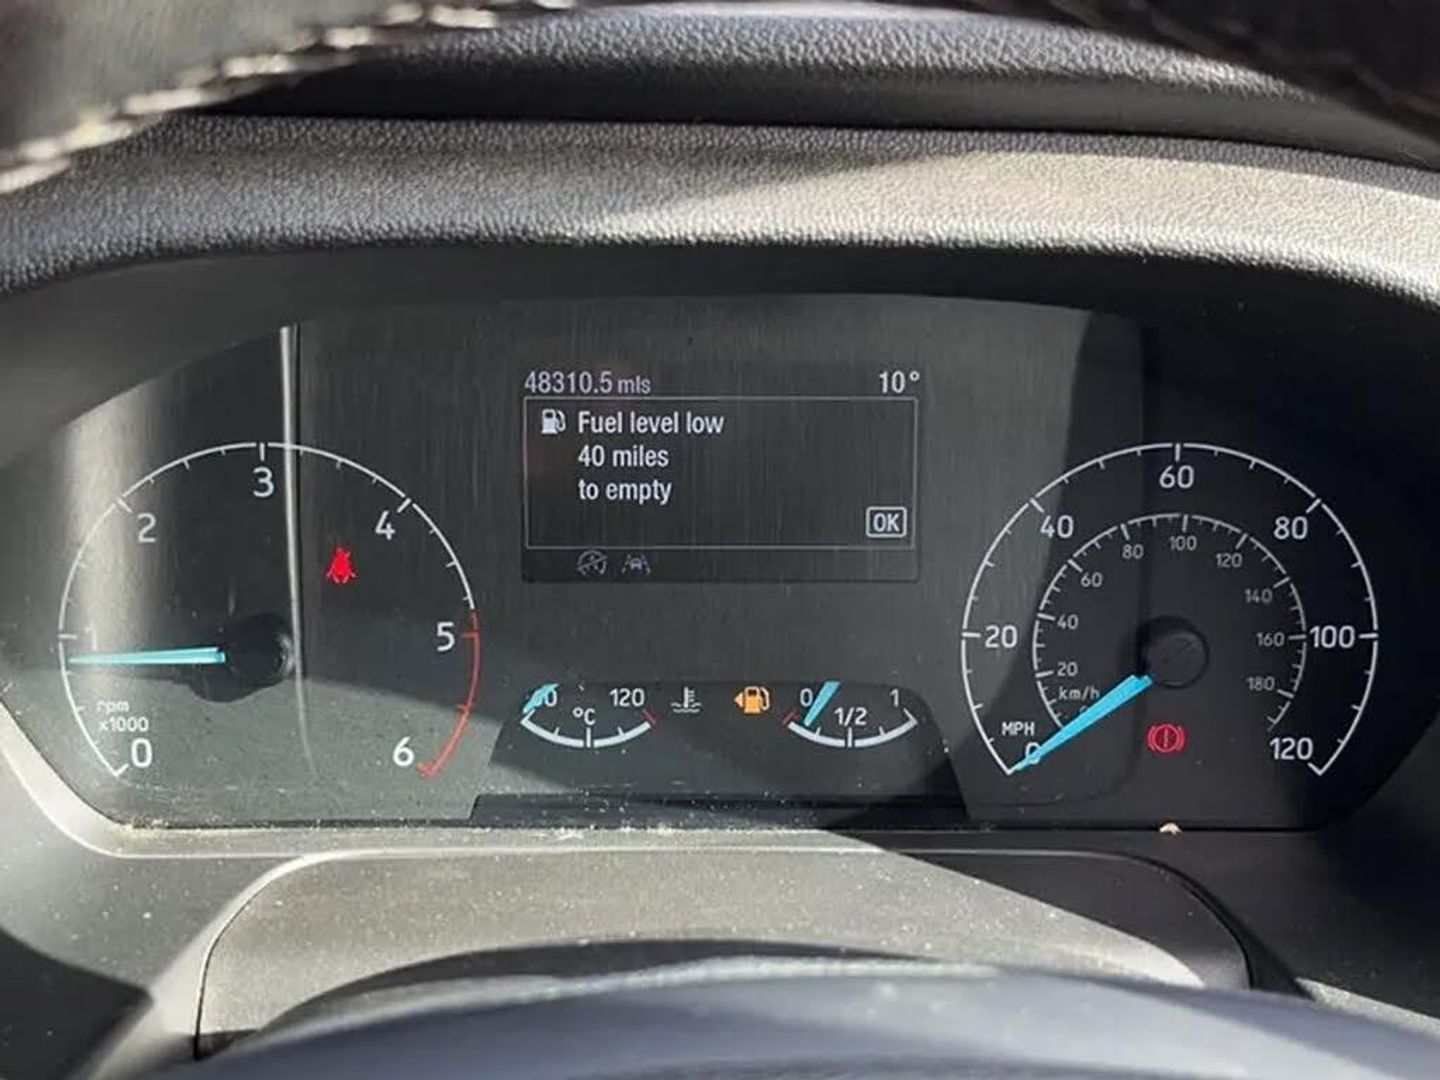 48310.5 mls 10°
Fuel level low
40 miles
to empty
OK
0 1 2 3 4 5 6
rpm
x1000
120
°C
0 1/2 1
0 20 40 60 80 100 120
MPH
20 40 60 80 100 120 140 160 180
km/h